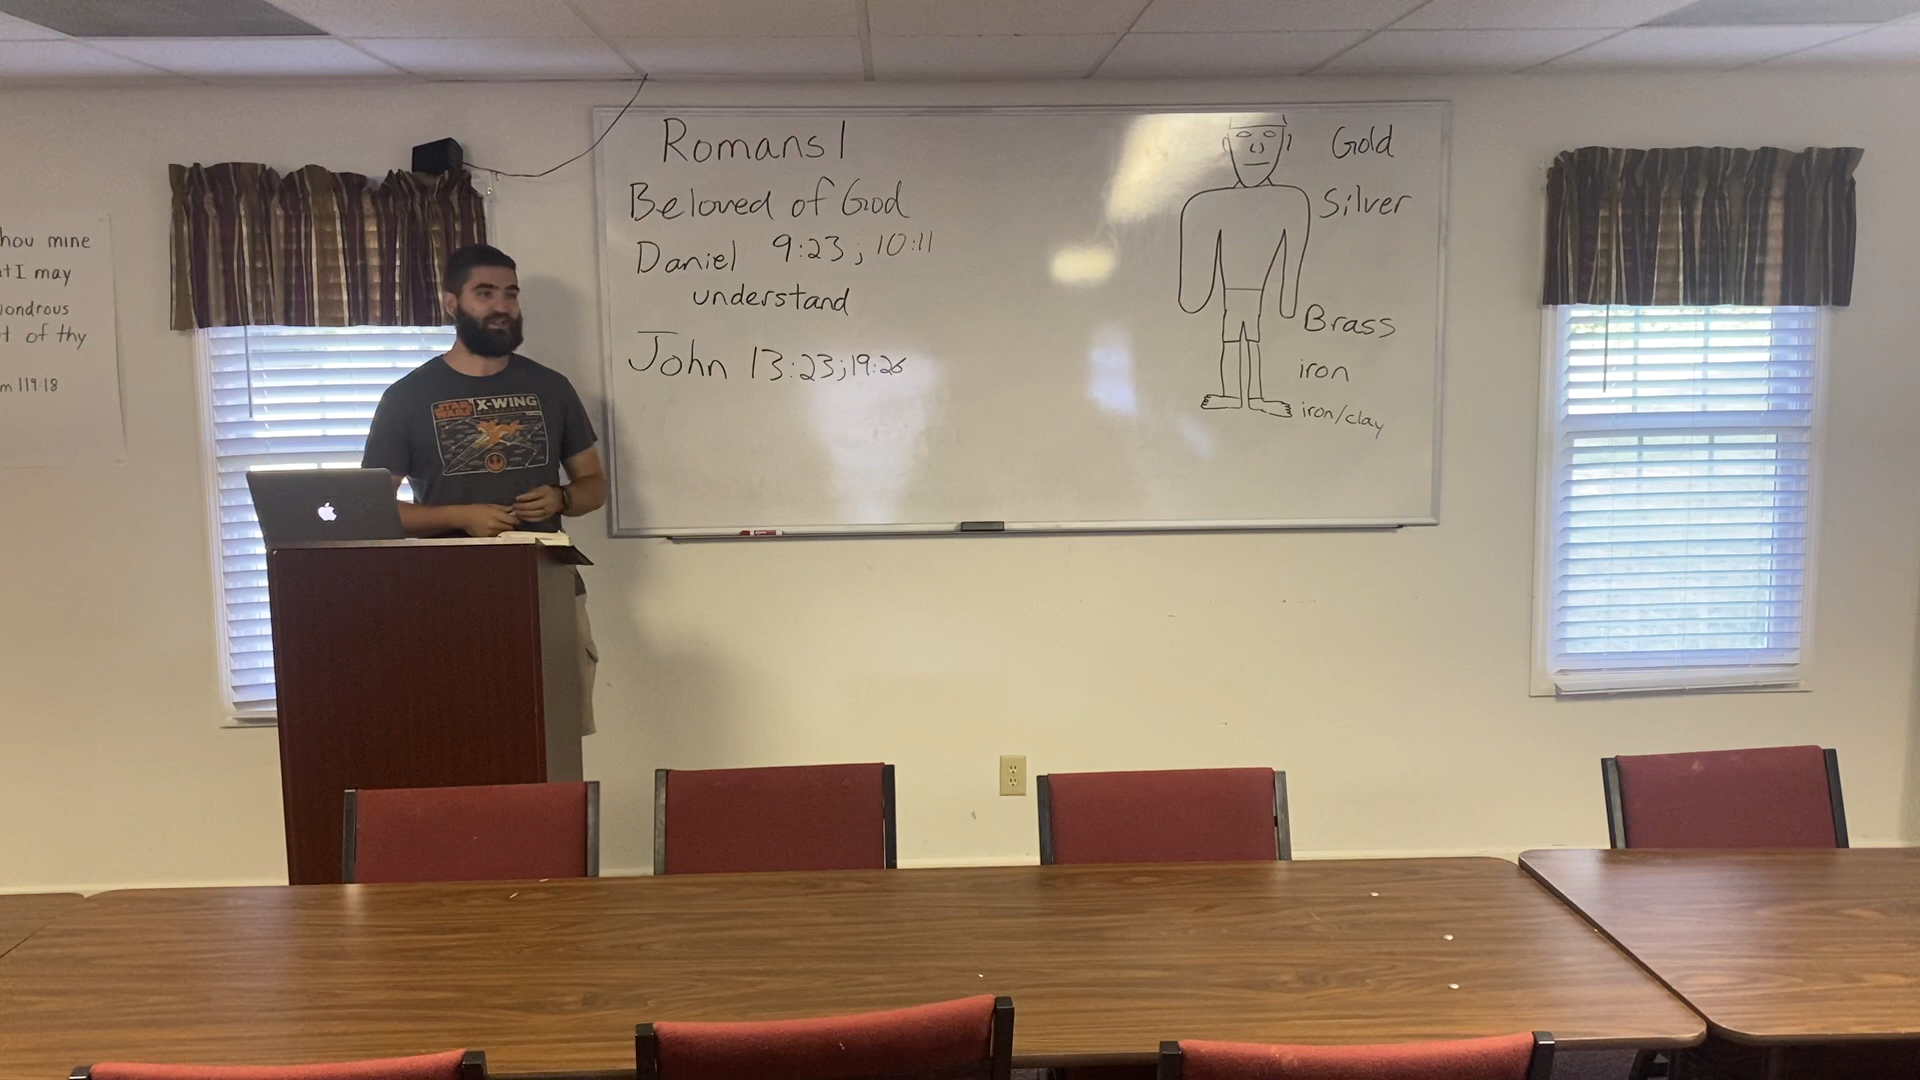 hou mine
t I may
ondrous
t of thy
m 119:18
Romans 1
Beloved of God
Daniel 9:23; 10:11
understand
John 13:23; 19:26
Gold
Silver
Brass
iron
iron/clay
STAR WARS X-WING